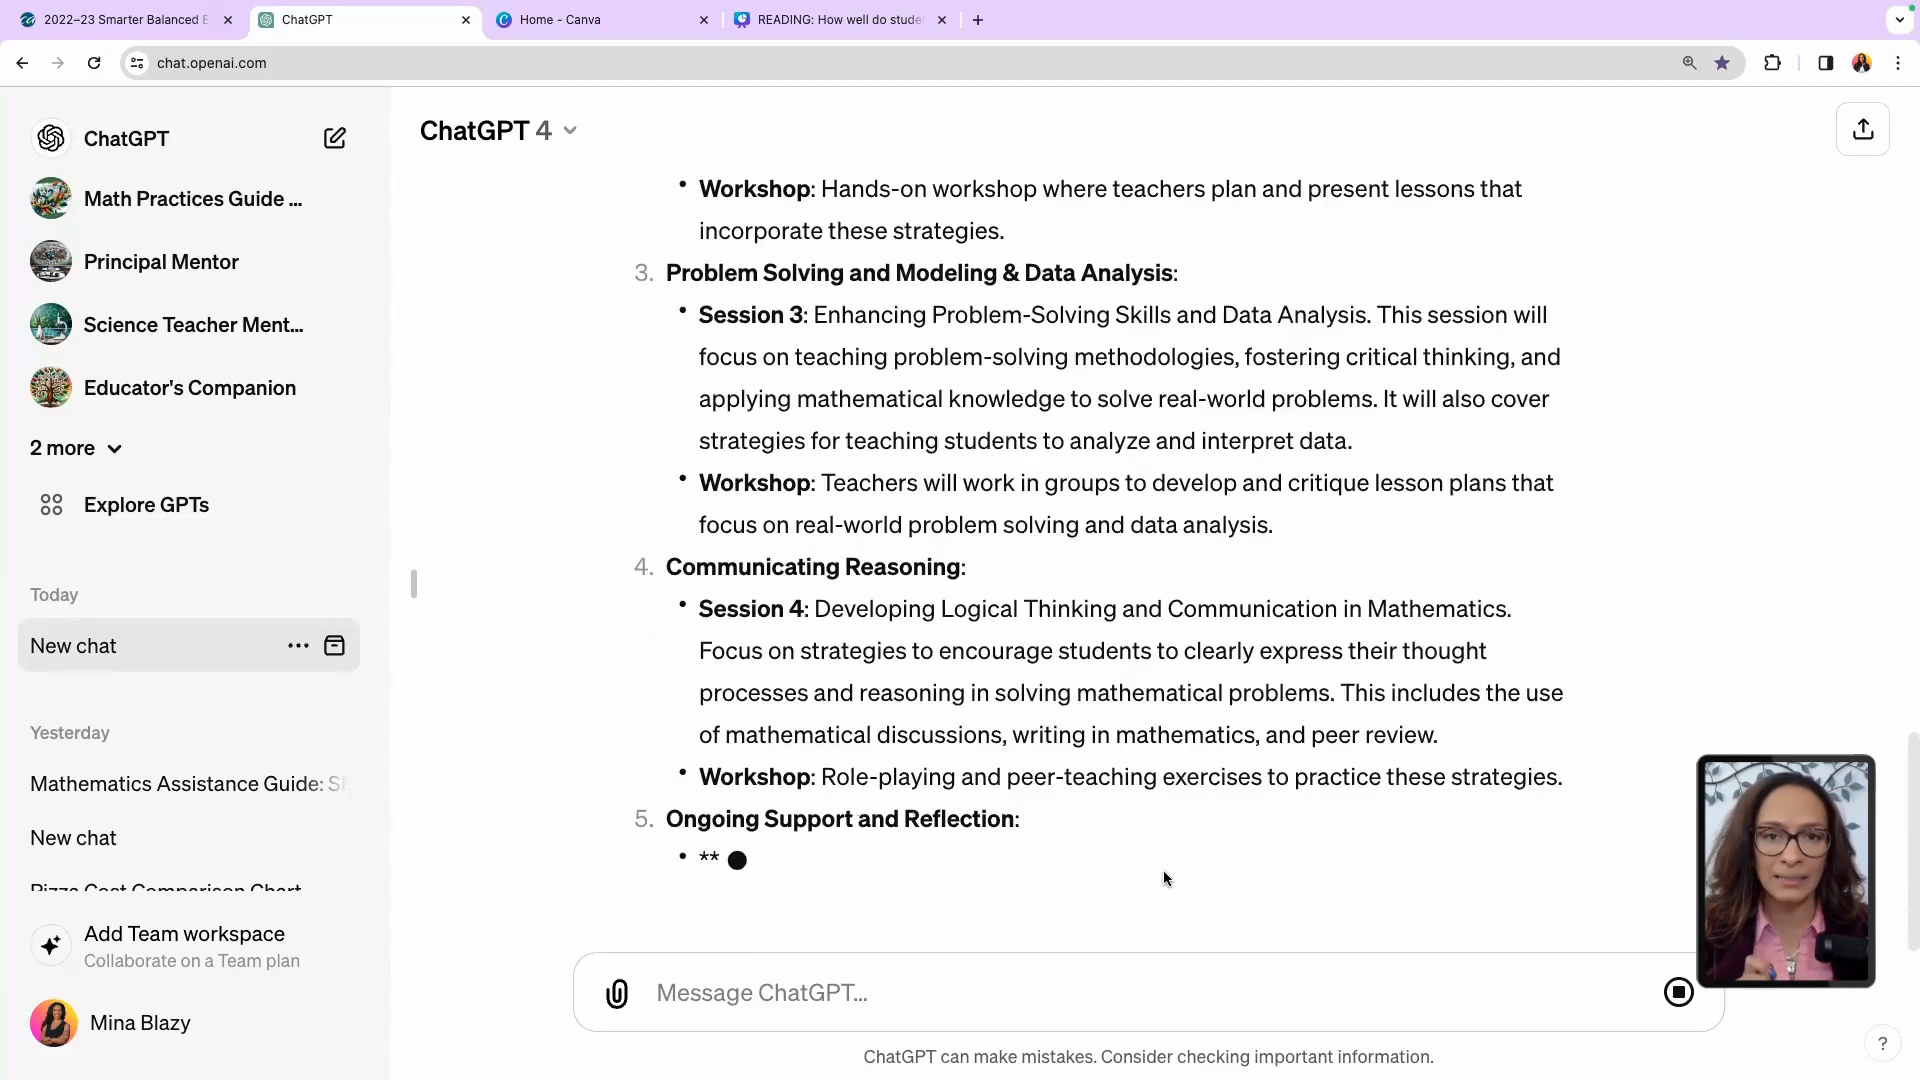 2022–23 Smarter Balanced E
ChatGPT
Home - Canva
READING: How well do stude
chat.openai.com
ChatGPT
Math Practices Guide ...
Principal Mentor
Science Teacher Ment...
Educator's Companion
2 more
Explore GPTs
Today
New chat
Yesterday
Mathematics Assistance Guide: S
New chat
Pizza Cost Comparison Chart
Add Team workspace
Collaborate on a Team plan
Mina Blazy
ChatGPT 4
• Workshop: Hands-on workshop where teachers plan and present lessons that
incorporate these strategies.
3. Problem Solving and Modeling & Data Analysis:
• Session 3: Enhancing Problem-Solving Skills and Data Analysis. This session will
focus on teaching problem-solving methodologies, fostering critical thinking, and
applying mathematical knowledge to solve real-world problems. It will also cover
strategies for teaching students to analyze and interpret data.
• Workshop: Teachers will work in groups to develop and critique lesson plans that
focus on real-world problem solving and data analysis.
4. Communicating Reasoning:
• Session 4: Developing Logical Thinking and Communication in Mathematics.
Focus on strategies to encourage students to clearly express their thought
processes and reasoning in solving mathematical problems. This includes the use
of mathematical discussions, writing in mathematics, and peer review.
• Workshop: Role-playing and peer-teaching exercises to practice these strategies.
5. Ongoing Support and Reflection:
• **
Message ChatGPT...
ChatGPT can make mistakes. Consider checking important information.
?